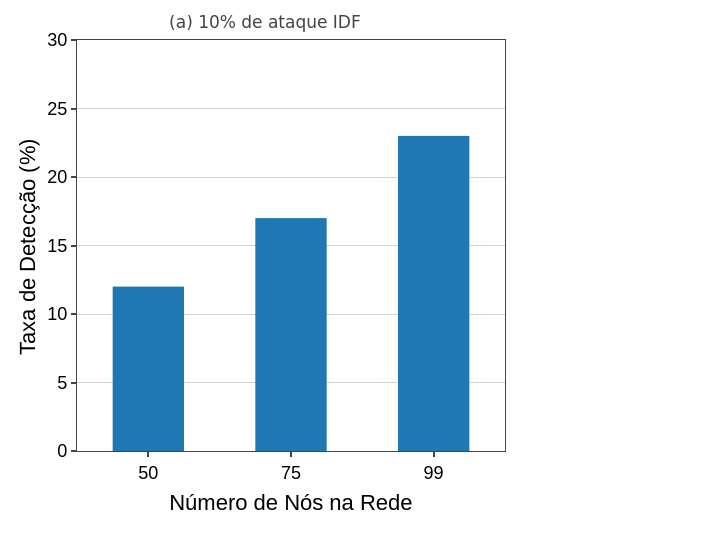 (a) 10% de ataque IDF
30
25
20
15
10
5
0
Taxa de Detecção (%)
50 75 99
Número de Nós na Rede